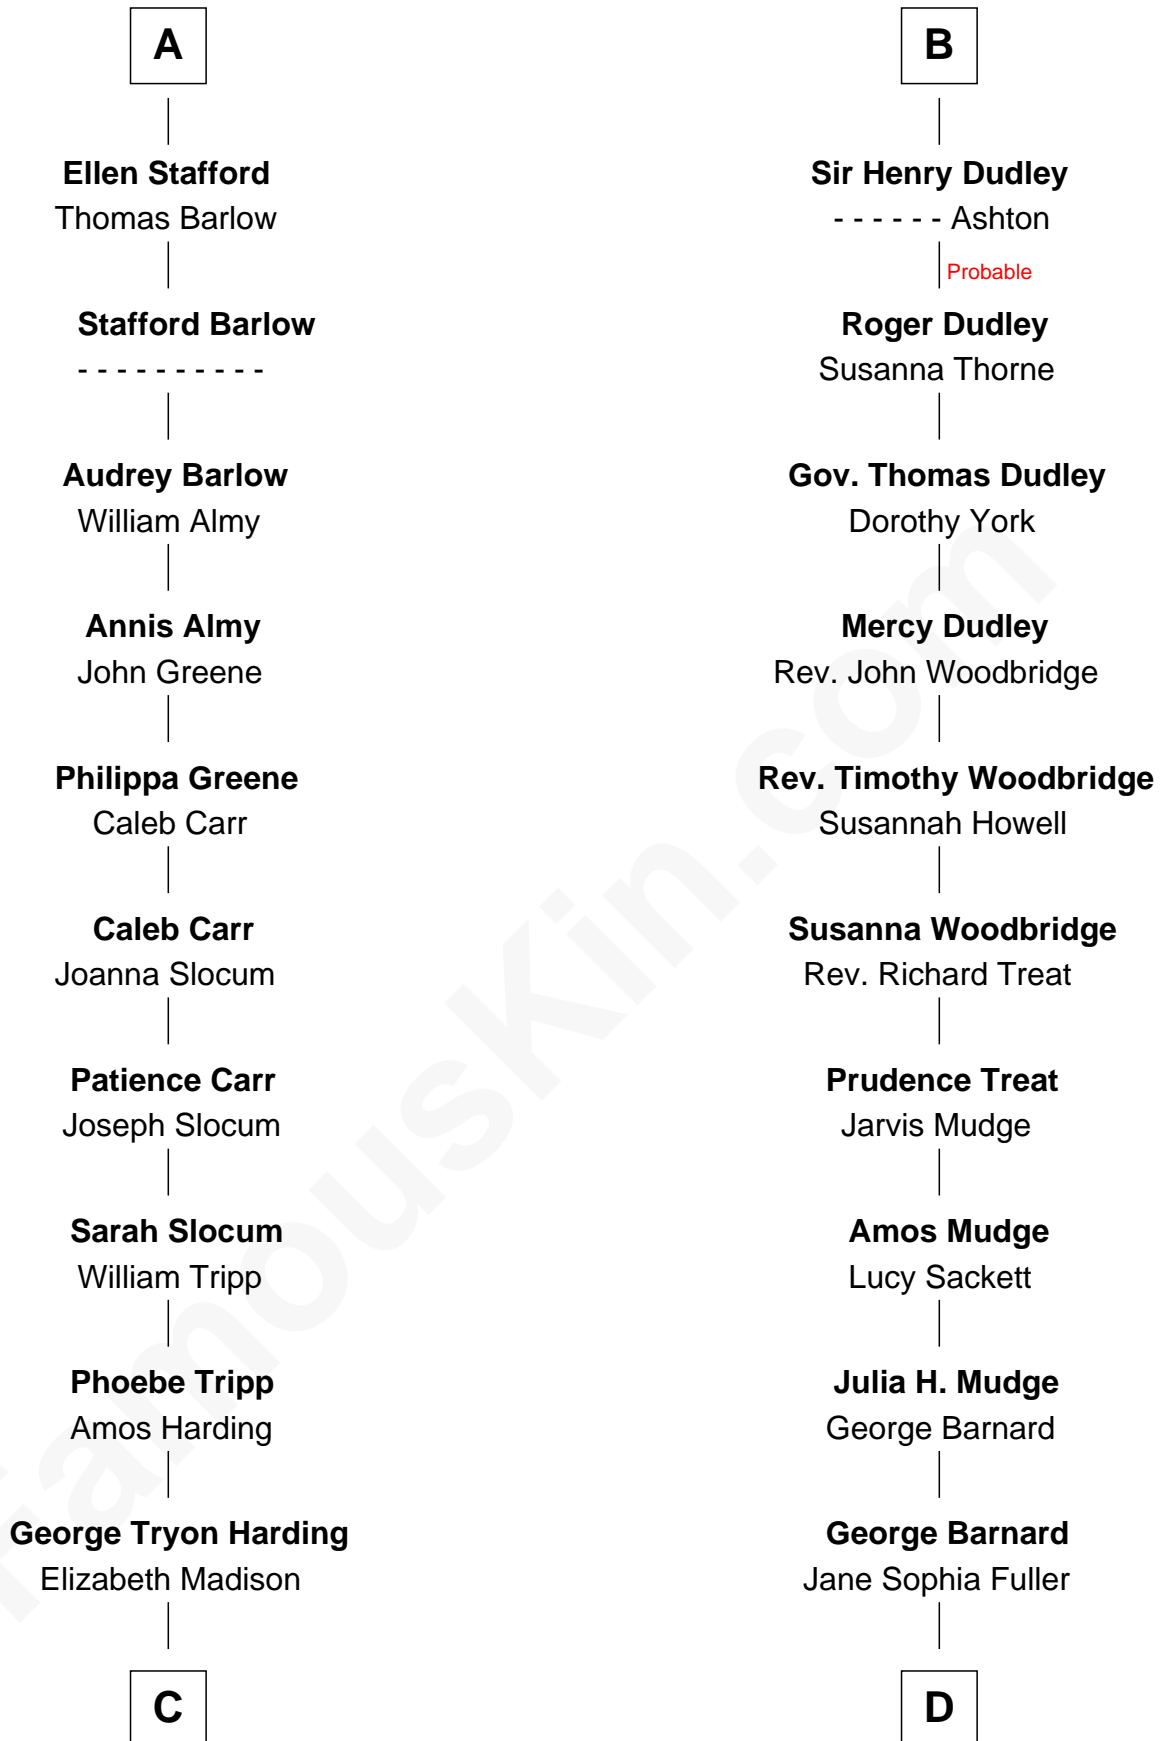 A
Ellen Stafford
Thomas Barlow
Stafford Barlow
- - - - - - - - - -
Audrey Barlow
William Almy
Annis Almy
John Greene
Philippa Greene
Caleb Carr
Caleb Carr
Joanna Slocum
Patience Carr
Joseph Slocum
Sarah Slocum
William Tripp
Phoebe Tripp
Amos Harding
George Tryon Harding
Elizabeth Madison
C
B
Sir Henry Dudley
- - - - - - Ashton
Probable
Roger Dudley
Susanna Thorne
Gov. Thomas Dudley
Dorothy York
Mercy Dudley
Rev. John Woodbridge
Rev. Timothy Woodbridge
Susannah Howell
Susanna Woodbridge
Rev. Richard Treat
Prudence Treat
Jarvis Mudge
Amos Mudge
Lucy Sackett
Julia H. Mudge
George Barnard
George Barnard
Jane Sophia Fuller
D
FamousKin.com